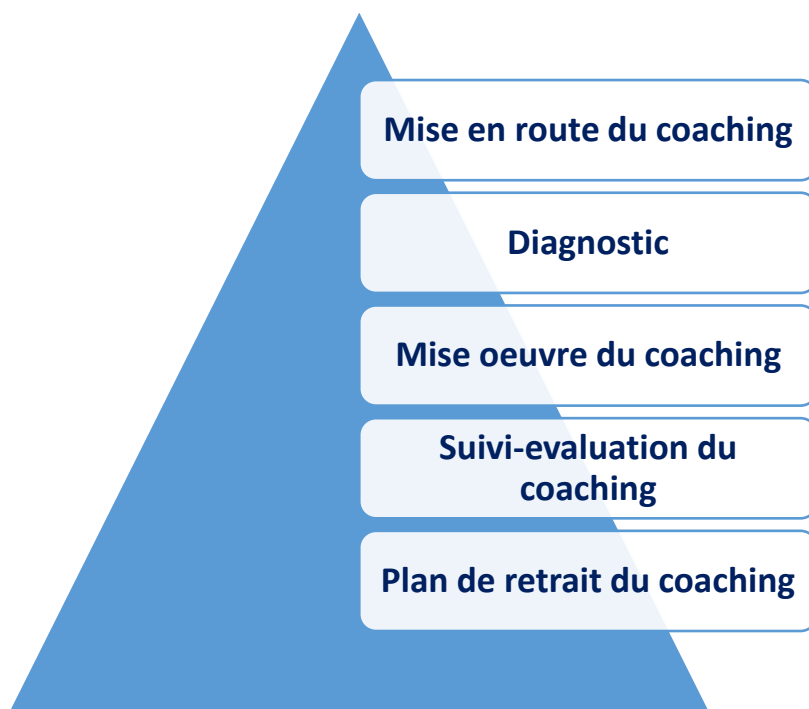 Mise en route du coaching
Diagnostic
Mise oeuvre du coaching
Suivi-evaluation du
coaching
Plan de retrait du coaching